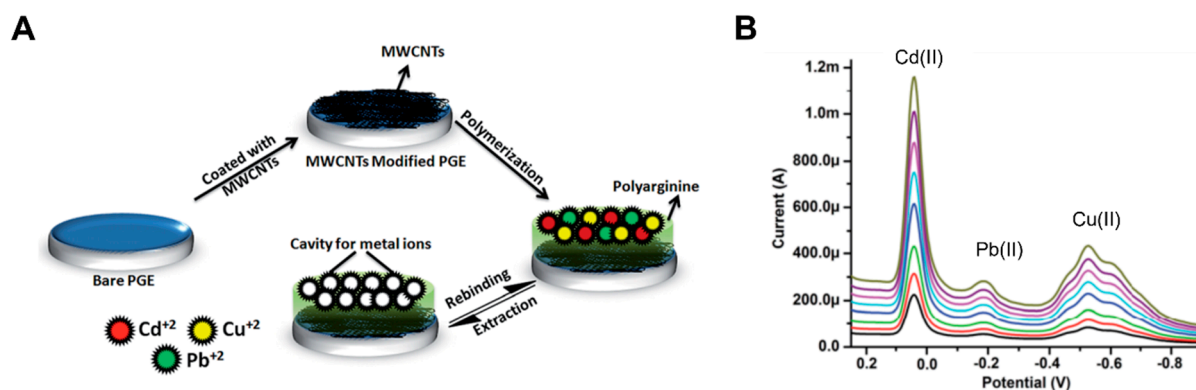 A
MWCNTs
Coated with
MWCNTs
MWCNTs Modified PGE
Polymerization
Polyarginine
Bare PGE
Cavity for metal ions
Rebinding
Extraction
Cd+2
Cu+2
Pb+2
B
Cd(II)
Pb(II)
Cu(II)
Current (A)
1.2m
1.0m
800.0µ
600.0µ
400.0µ
200.0µ
0.0
0.2 0.0 -0.2 -0.4 -0.6 -0.8
Potential (V)